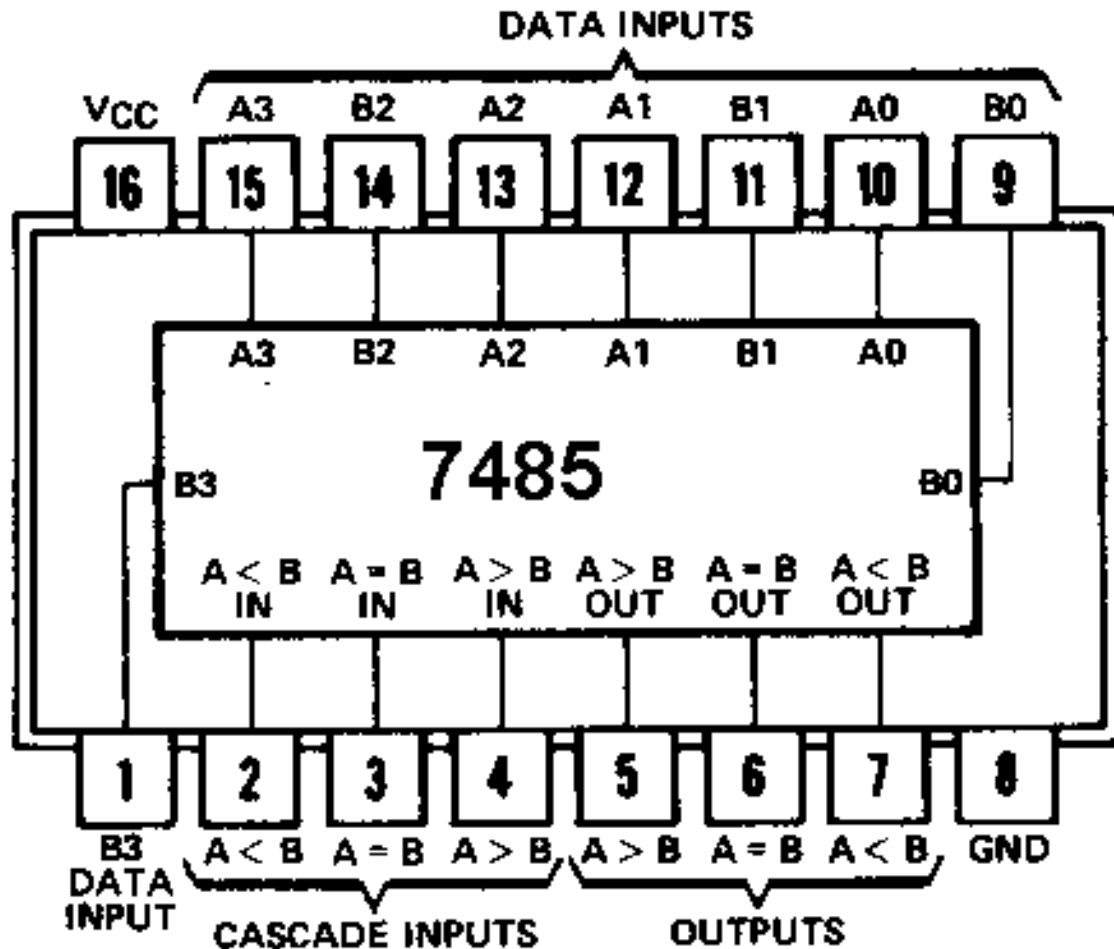 DATA INPUTS
VCC A3 B2 A2 A1 B1 A0 B0
16 15 14 13 12 11 10 9
A3 B2 A2 A1 B1 A0
7485
B3 B0
A < B A = B A > B A > B A = B A < B
IN IN IN OUT OUT OUT
1 2 3 4 5 6 7 8
B3 A < B A = B A > B A > B A = B A < B GND
DATA
INPUT
CASCADE INPUTS OUTPUTS